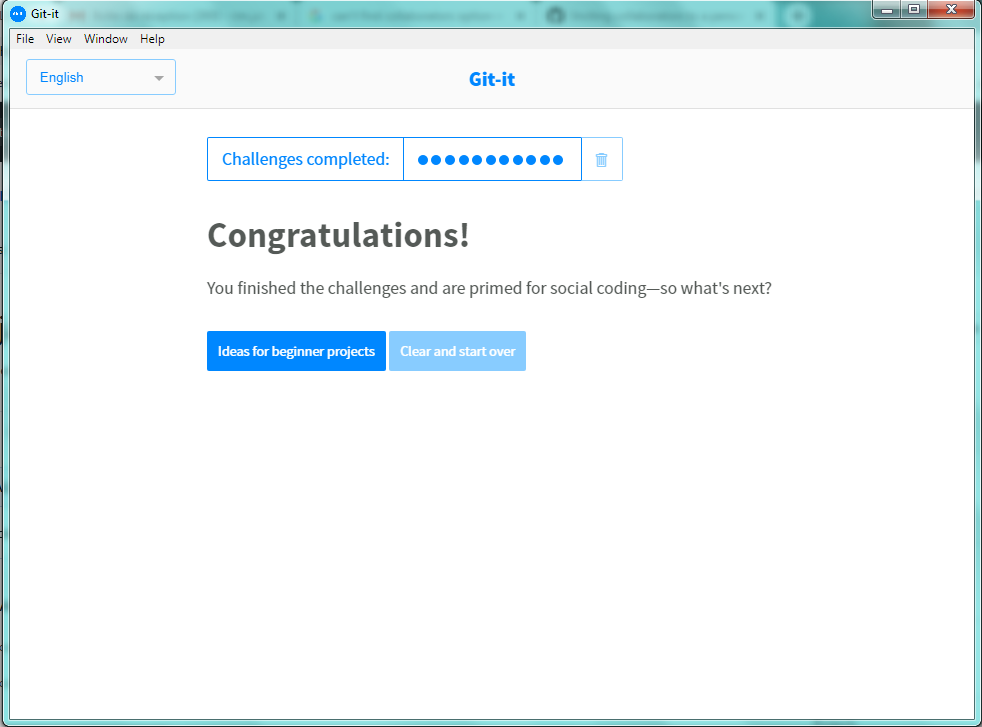 Git-it
File View Window Help
English
Git-it
Challenges completed:
Congratulations!
You finished the challenges and are primed for social coding—so what's next?
Ideas for beginner projects
Clear and start over